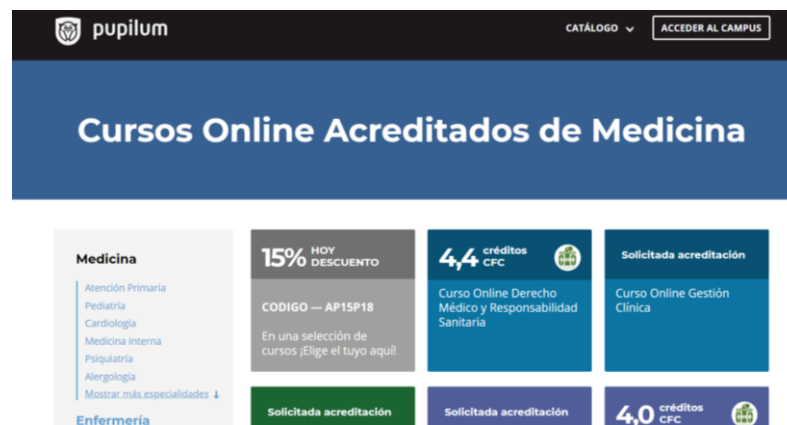 pupilum
CATÁLOGO
ACCEDER AL CAMPUS
Cursos Online Acreditados de Medicina
Medicina
Atención Primaria
Pediatría
Cardiología
Medicina Interna
Psiquiatría
Alergología
Mostrar más especialidades ↓
Enfermería
15% HOY
DESCUENTO
CODIGO — AP15P18
En una selección de
cursos ¡Elige el tuyo aquí!
4,4 créditos
CFC
Curso Online Derecho
Médico y Responsabilidad
Sanitaria
Solicitada acreditación
Curso Online Gestión
Clínica
Solicitada acreditación
Solicitada acreditación
4,0 créditos
CFC